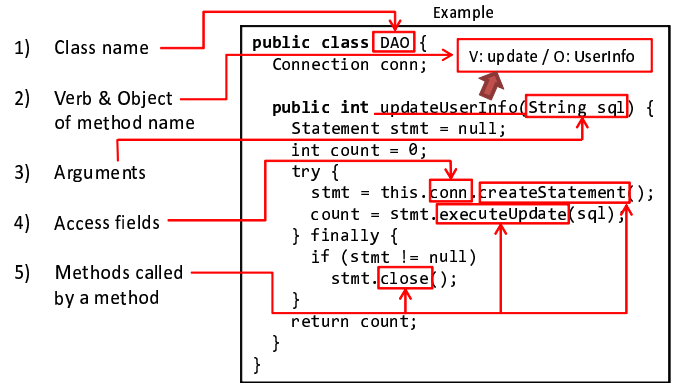 Example
1) Class name
2) Verb & Object
of method name
3) Arguments
4) Access fields
5) Methods called
by a method
public class DAO {
Connection conn;
V: update / O: UserInfo
public int updateUserInfo(String sql) {
Statement stmt = null;
int count = 0;
try {
stmt = this.conn.createStatement();
count = stmt.executeUpdate(sql);
} finally {
if (stmt != null)
stmt.close();
}
return count;
}
}